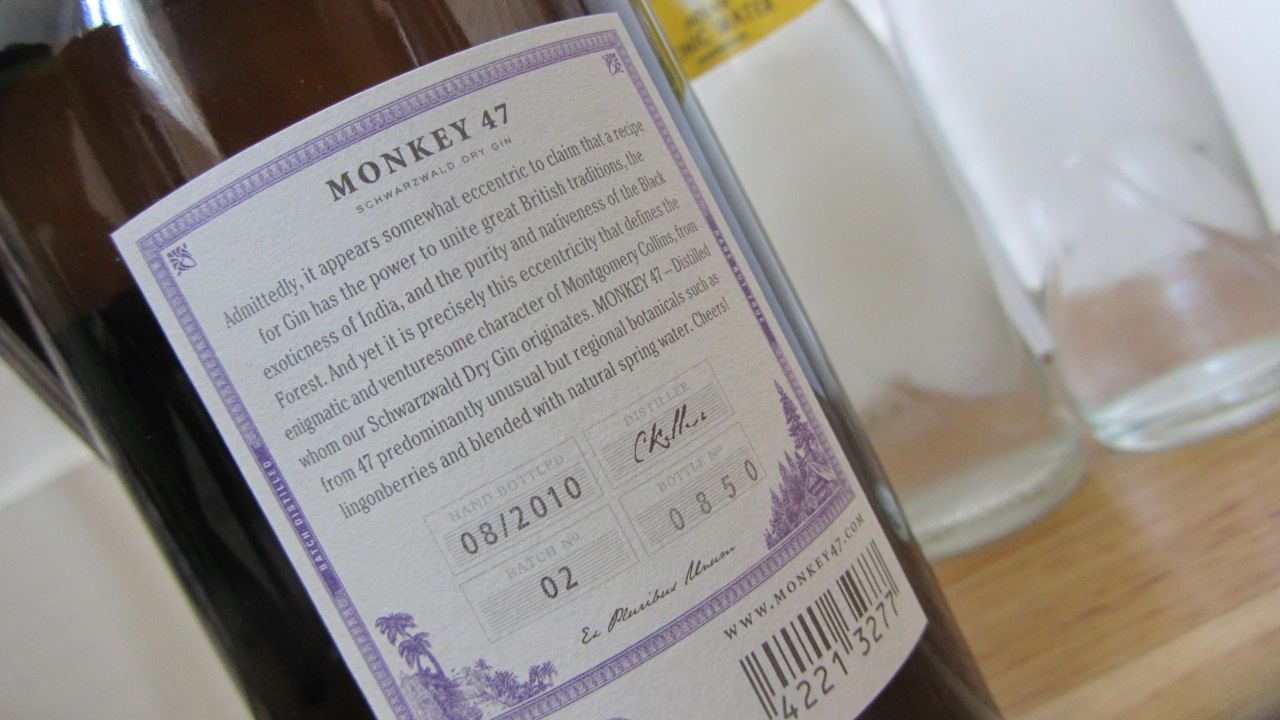 MONKEY 47
SCHWARZWALD DRY GIN
Admittedly, it appears somewhat eccentric to claim that a recipe
for Gin has the power to unite great British traditions, the
exoticness of India, and the purity and nativeness of the Black
Forest. And yet it is precisely this eccentricity that defines the
enigmatic and venturesome character of Montgomery Collins, from
whom our Schwarzwald Dry Gin originates. MONKEY 47 – Distilled
from 47 predominantly unusual but regional botanicals such as
lingonberries and blended with natural spring water. Cheers!
HAND BOTTLED
08/2010
DISTILLER
BATCH Nº
02
BOTTLE Nº
0850
Ex Pluribus Unum
BATCH DISTILLED
WWW.MONKEY47.COM
4221 3277
WATER